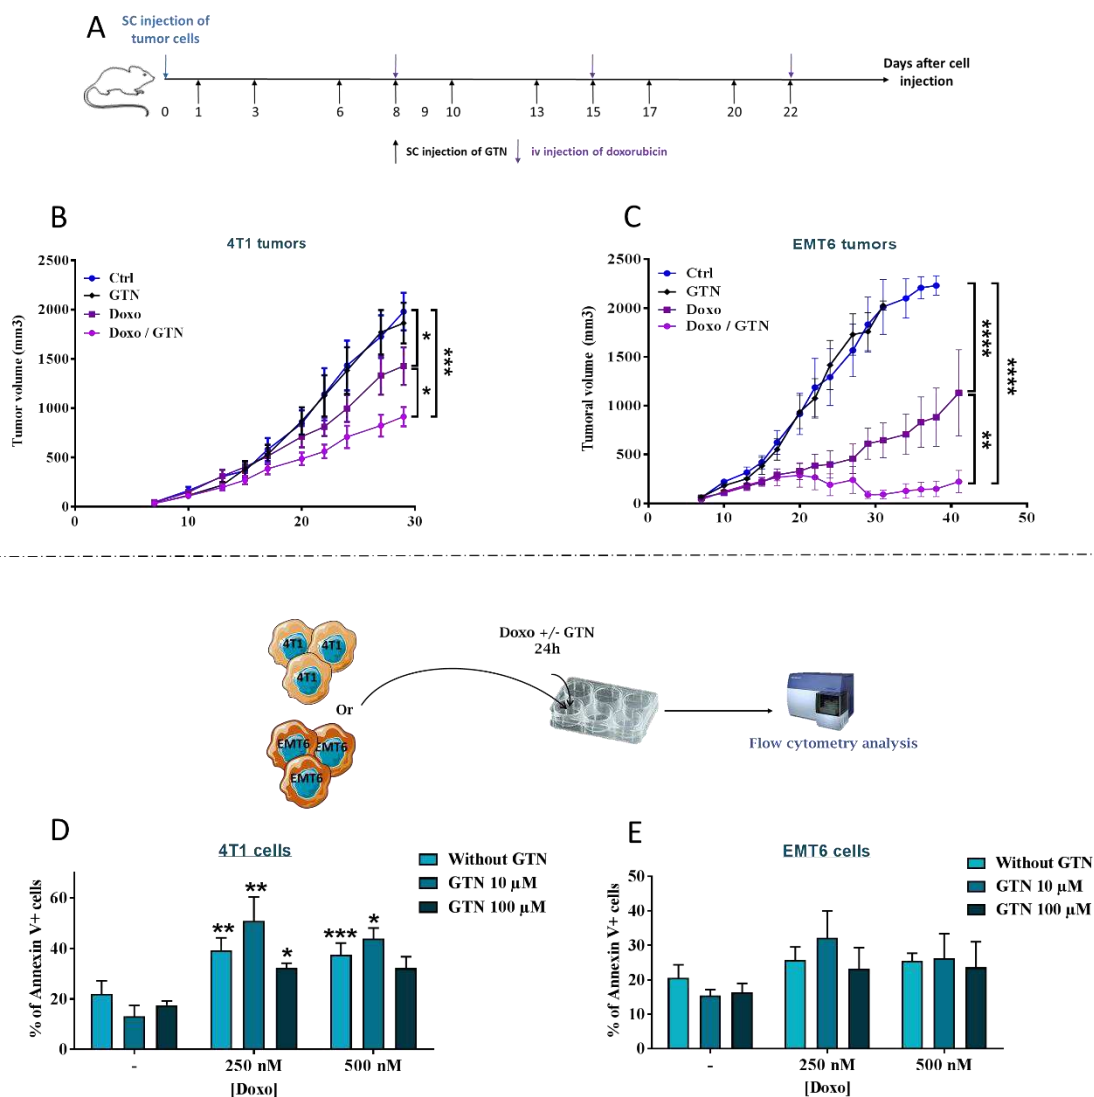 A
SC injection of
tumor cells
Days after cell
injection
0 1 3 6 8 9 10 13 15 17 20 22
SC injection of GTN
iv injection of doxorubicin
B
4T1 tumors
Ctrl
GTN
Doxo
Doxo / GTN
Tumor volume (mm3)
2500
2000
1500
1000
500
0
0 10 20 30
*
*
***
C
EMT6 tumors
Ctrl
GTN
Doxo
Doxo / GTN
Tumoral volume (mm3)
2500
2000
1500
1000
500
0
0 10 20 30 40 50
****
**
****
4T1
4T1
4T1
Or
EMT6
EMT6
EMT6
Doxo +/- GTN
24h
Flow cytometry analysis
D
4T1 cells
Without GTN
GTN 10 µM
GTN 100 µM
% of Annexin V+ cells
60
40
20
0
** ** * *** *
- 250 nM 500 nM
[Doxo]
E
EMT6 cells
Without GTN
GTN 10 µM
GTN 100 µM
% of Annexin V+ cells
50
40
30
20
10
0
- 250 nM 500 nM
[Doxo]